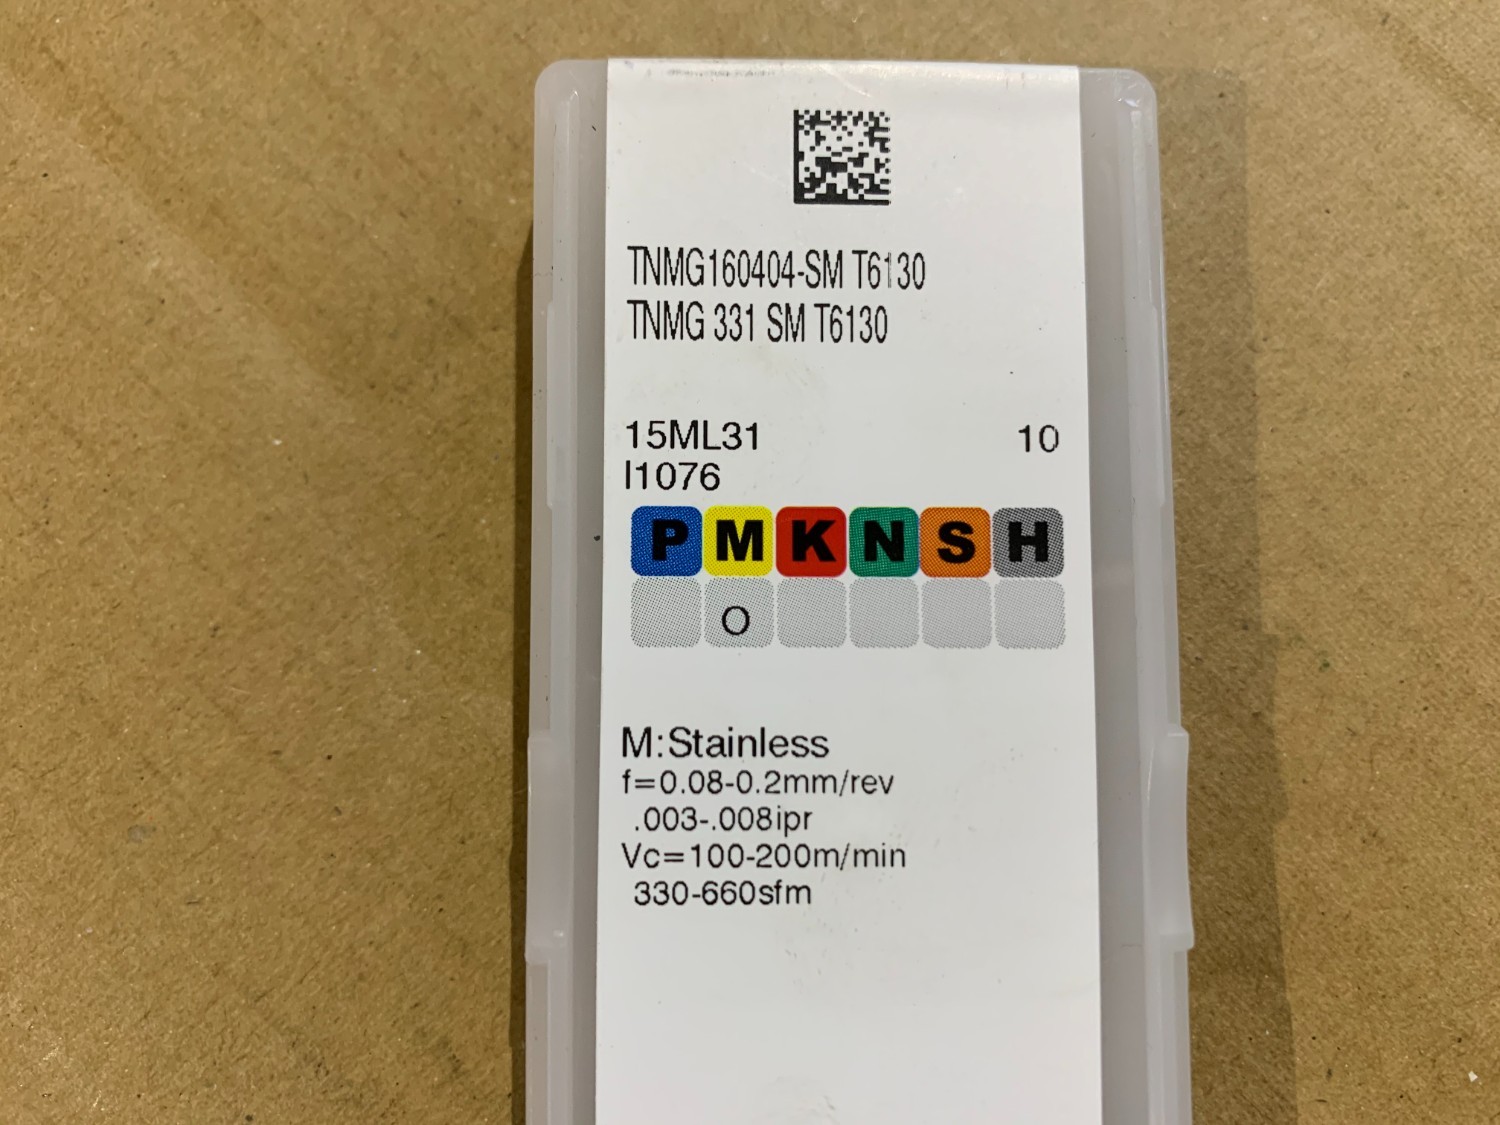 TNMG160404-SM T6130
TNMG 331 SM T6130
15ML31 10
I1076
P M K N S H
O
M:Stainless
f=0.08-0.2mm/rev
.003-.008ipr
Vc=100-200m/min
330-660sfm